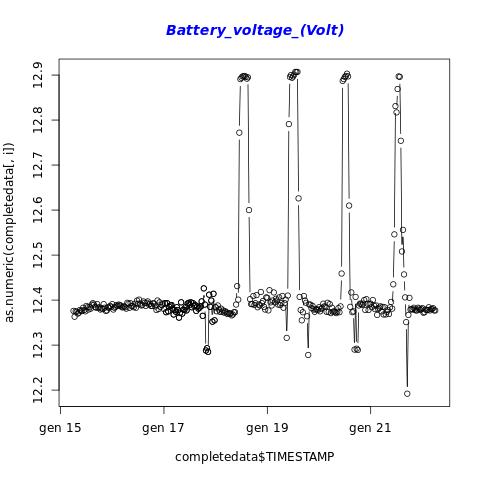 Battery_voltage_(Volt)
as.numeric(completedata[, i])
12.9
12.8
12.7
12.6
12.5
12.4
12.3
12.2
gen 15
gen 17
gen 19
gen 21
completedata$TIMESTAMP